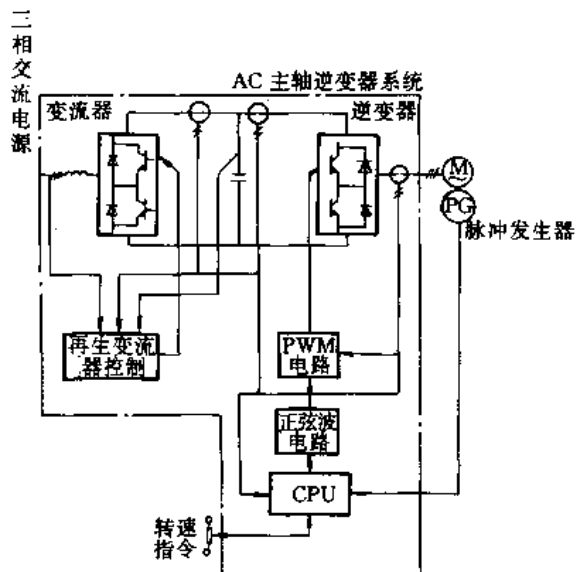 三相交流电源
AC 主轴逆变器系统
变流器
逆变器
M
PG
脉冲发生器
再生变流
器控制
PWM
电路
正弦波
电路
CPU
转速
指令